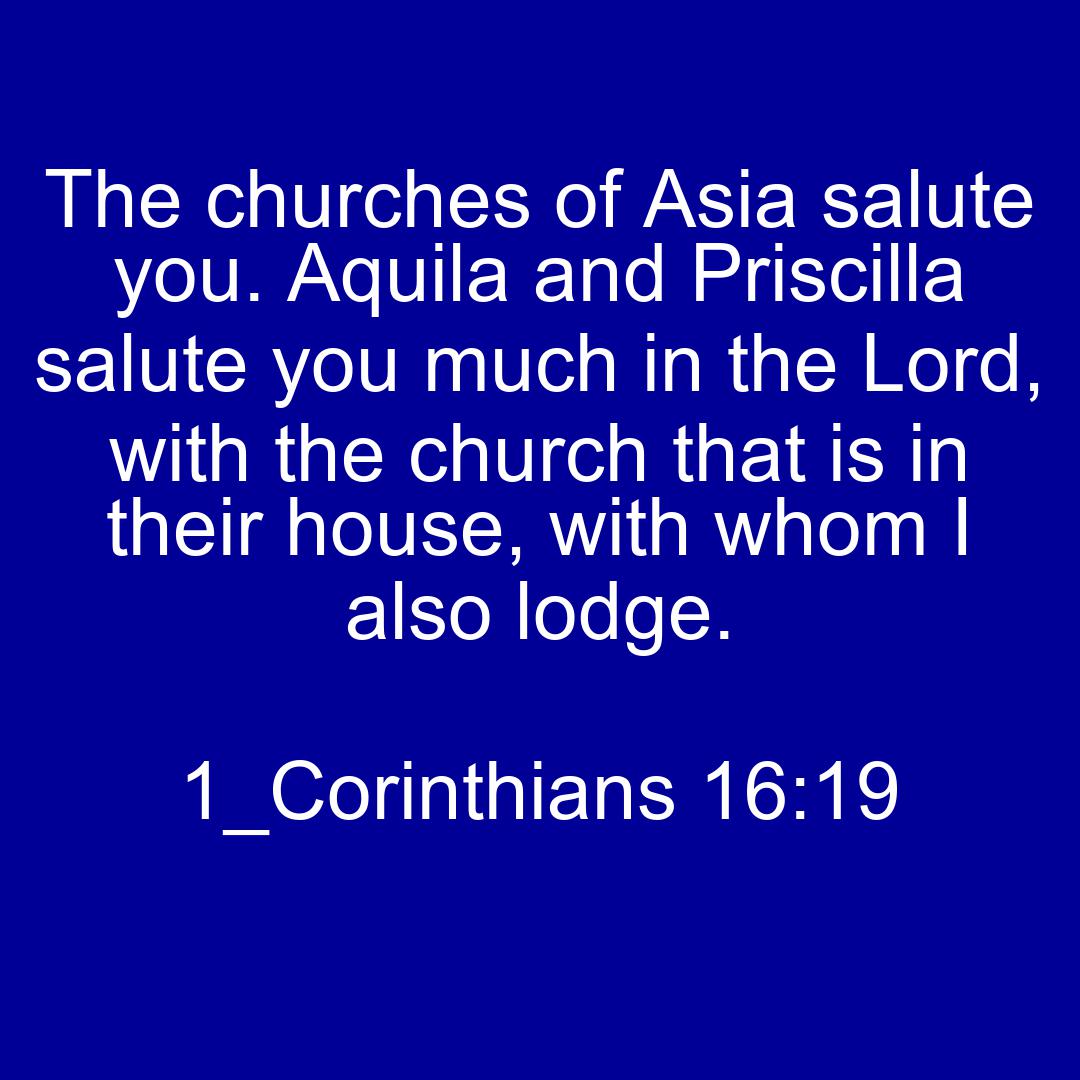 The churches of Asia salute
you. Aquila and Priscilla
salute you much in the Lord,
with the church that is in
their house, with whom I
also lodge.
1_Corinthians 16:19